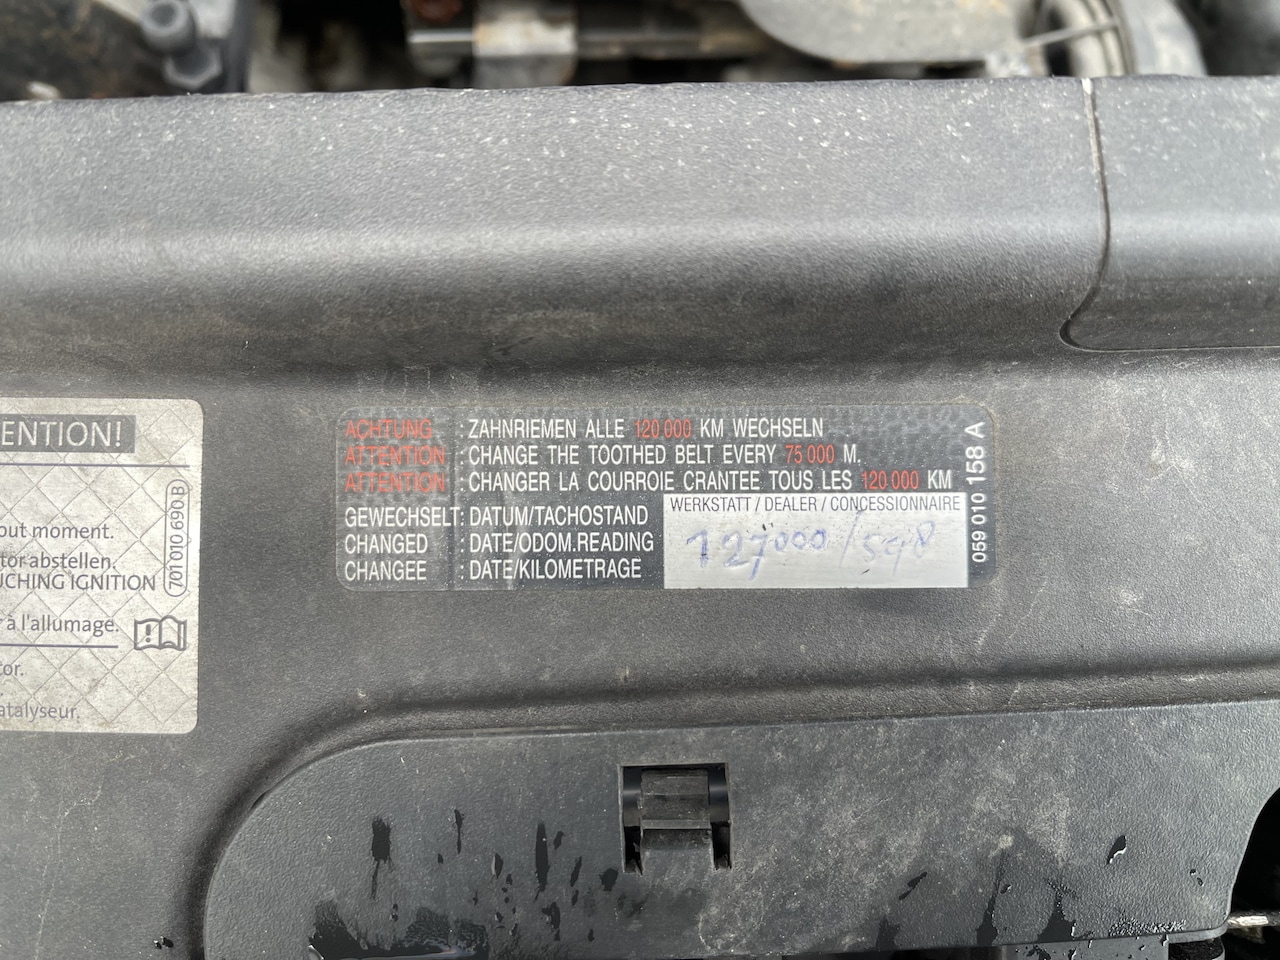 ENTION!
out moment.
tor abstellen.
UCHING IGNITION
r à l'allumage.
tor.
atalyseur.
701 010 690 B
ACHTUNG : ZAHNRIEMEN ALLE 120 000 KM WECHSELN
ATTENTION : CHANGE THE TOOTHED BELT EVERY 75 000 M.
ATTENTION : CHANGER LA COURROIE CRANTEE TOUS LES 120 000 KM
WERKSTATT / DEALER / CONCESSIONNAIRE
GEWECHSELT: DATUM/TACHOSTAND
CHANGED : DATE/ODOM.READING
CHANGEE : DATE/KILOMETRAGE
127000 / 598
059 010 158 A